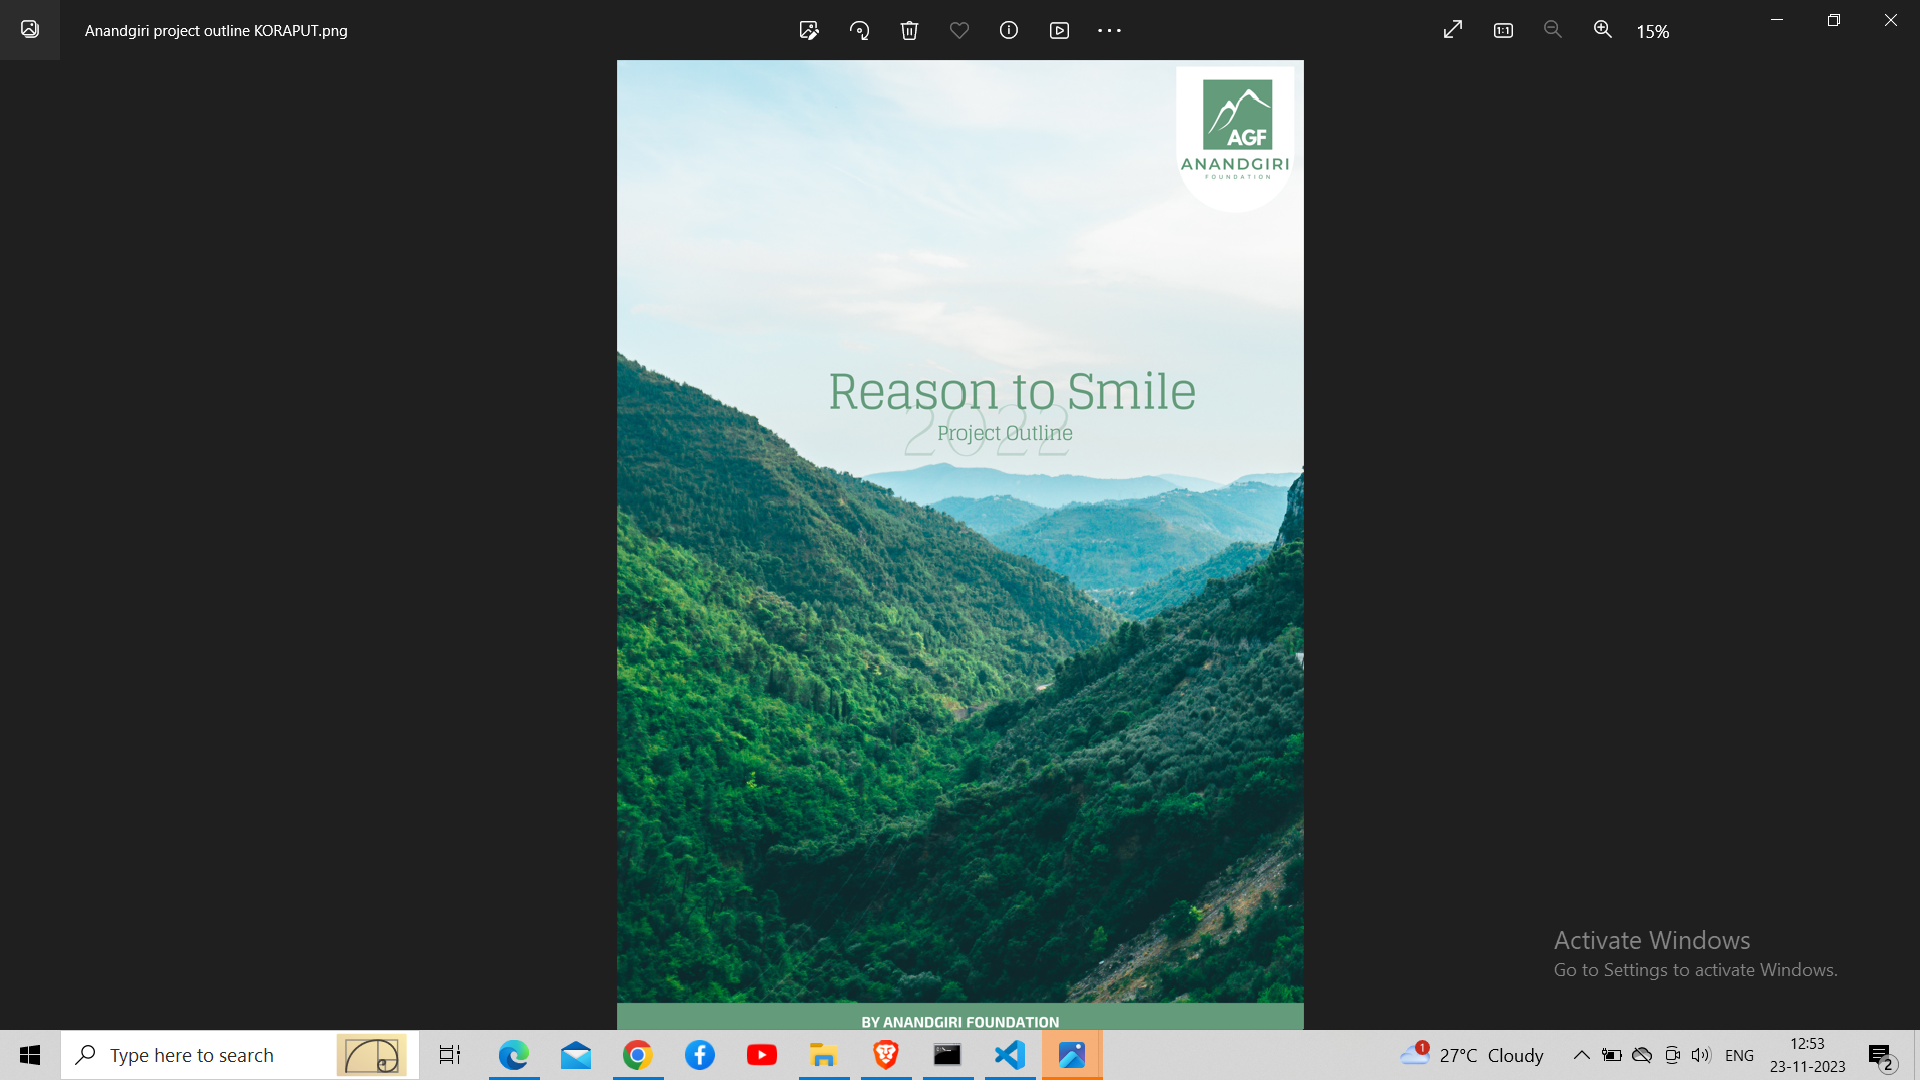 Anandgiri project outline KORAPUT.png
15%
AGF
ANANDGIRI
FOUNDATION
Reason to Smile
2022
Project Outline
BY ANANDGIRI FOUNDATION
Activate Windows
Go to Settings to activate Windows.
Type here to search
1
27°C Cloudy
ENG
12:53
23-11-2023
2